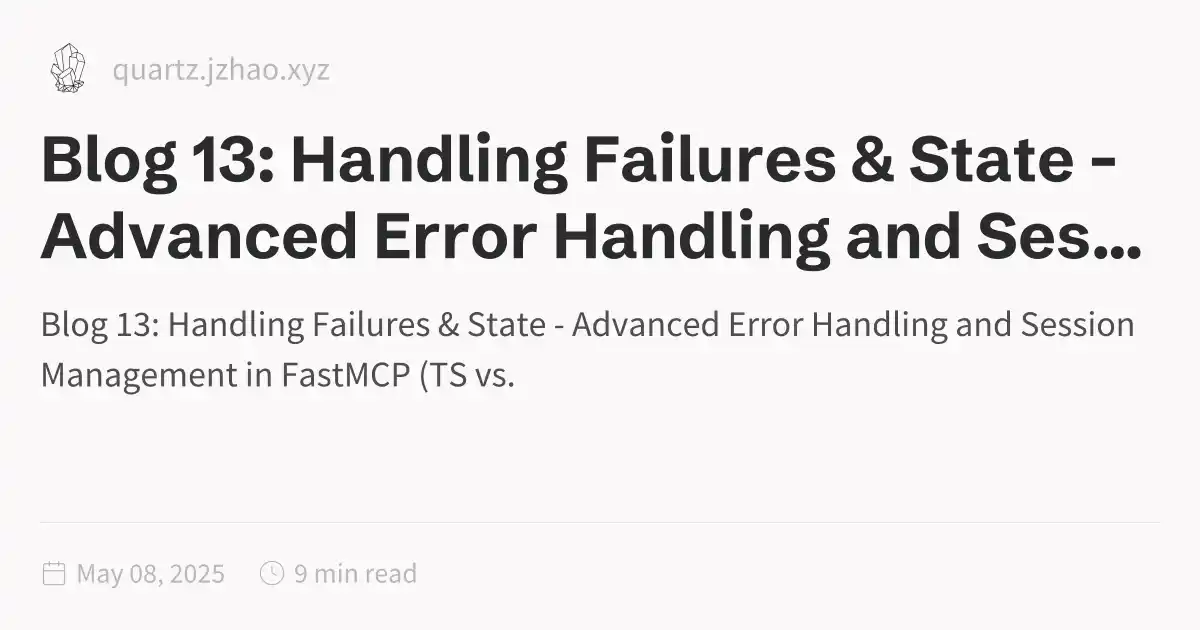 quartz.jzhao.xyz
Blog 13: Handling Failures & State -
Advanced Error Handling and Ses...
Blog 13: Handling Failures & State - Advanced Error Handling and Session
Management in FastMCP (TS vs.
May 08, 2025 9 min read